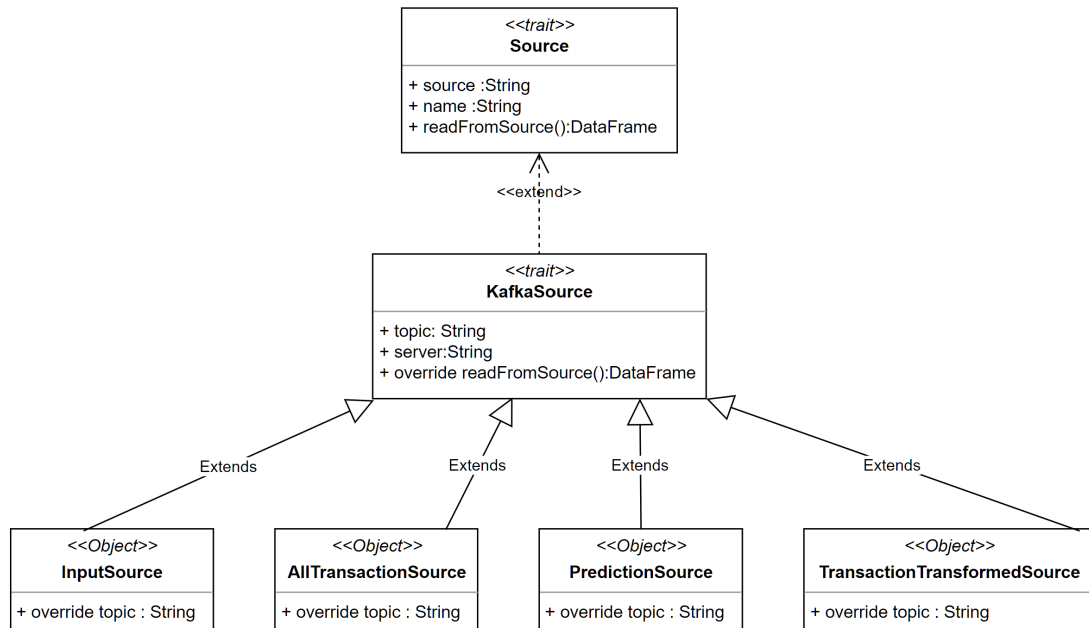 <<trait>>
Source
+ source :String
+ name :String
+ readFromSource():DataFrame
<<extend>>
<<trait>>
KafkaSource
+ topic: String
+ server:String
+ override readFromSource():DataFrame
Extends
Extends
Extends
Extends
<<Object>>
InputSource
+ override topic : String
<<Object>>
AllTransactionSource
+ override topic : String
<<Object>>
PredictionSource
+ override topic : String
<<Object>>
TransactionTransformedSource
+ override topic : String